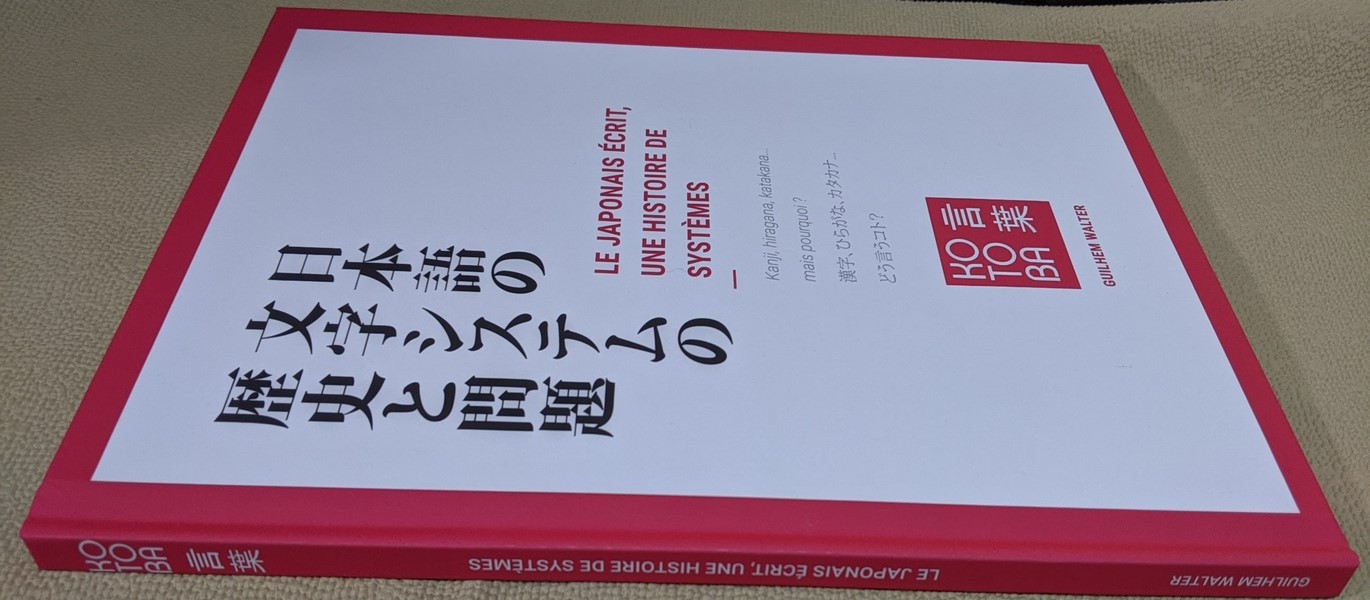 日本語の
文字システムの
歴史と問題
LE JAPONAIS ÉCRIT,
UNE HISTOIRE DE
SYSTÈMES
Kanji, hiragana, katakana...
mais pourquoi ?
漢字、ひらがな、カタカナ...
どう言うコト？
KO
TO
BA
言
葉
GUILHEM WALTER
KO
TO
BA
言
葉
LE JAPONAIS ÉCRIT, UNE HISTOIRE DE SYSTÈMES
GUILHEM WALTER